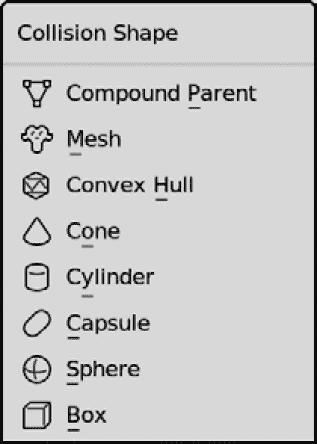 Collision Shape
Compound Parent
Mesh
Convex Hull
Cone
Cylinder
Capsule
Sphere
Box